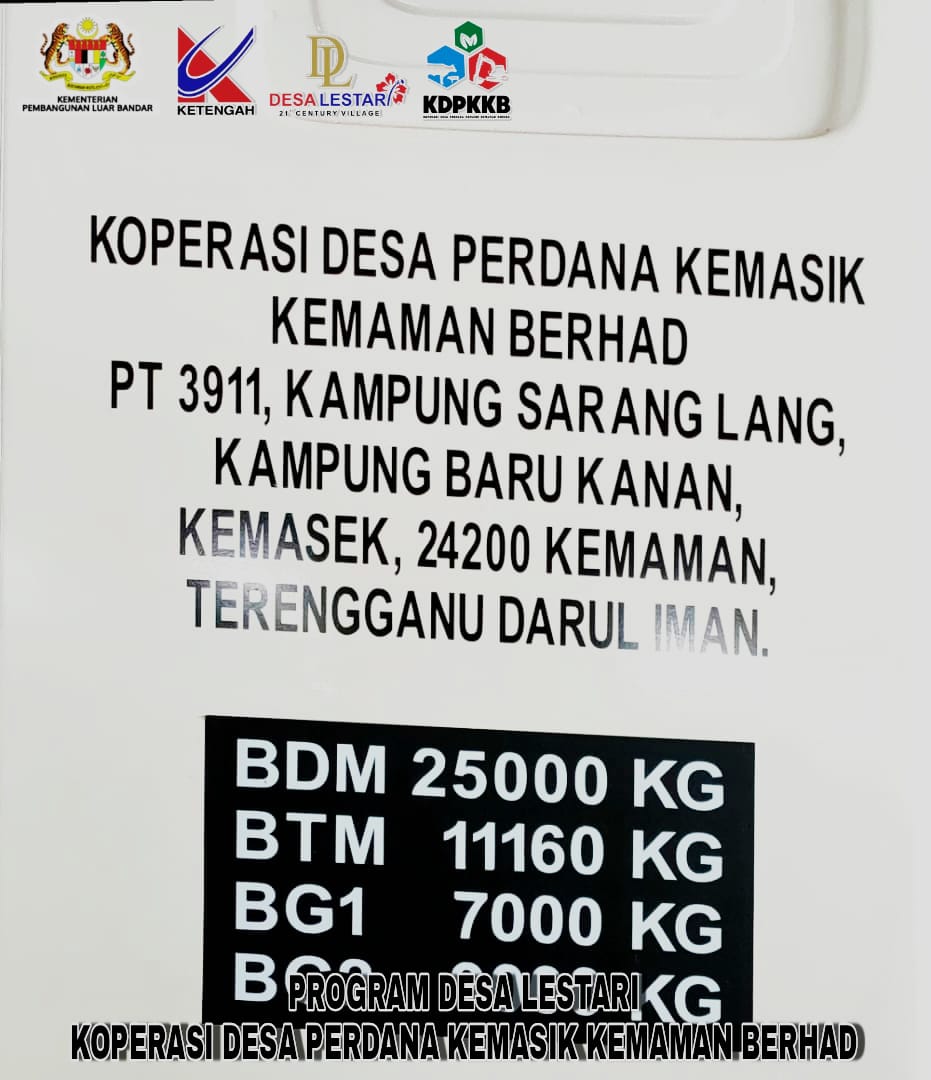 KEMENTERIAN
PEMBANGUNAN LUAR BANDAR
KETENGAH
DL
DESA LESTARI
21st CENTURY VILLAGE
KDPKKB
KOPERASI DESA PERDANA KEMASIK
KEMAMAN BERHAD
PT 3911, KAMPUNG SARANG LANG,
KAMPUNG BARU KANAN,
KEMASEK, 24200 KEMAMAN,
TERENGGANU DARUL IMAN.
BDM 25000 KG
BTM 11160 KG
BG1 7000 KG
KG
PROGRAM DESA LESTARI
KOPERASI DESA PERDANA KEMASIK KEMAMAN BERHAD